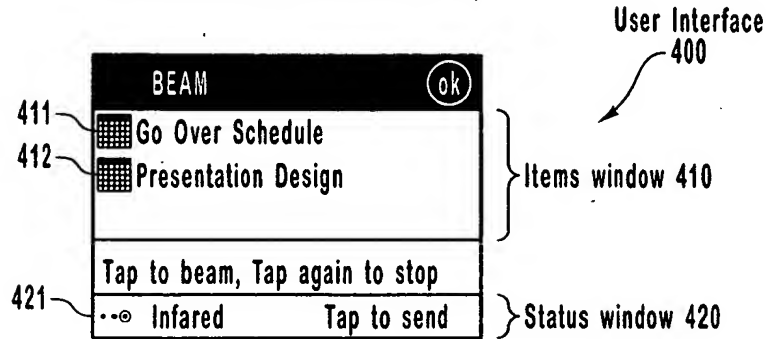 User Interface
400
BEAM ok
411 Go Over Schedule
412 Presentation Design
Items window 410
Tap to beam, Tap again to stop
421 Infared Tap to send
Status window 420